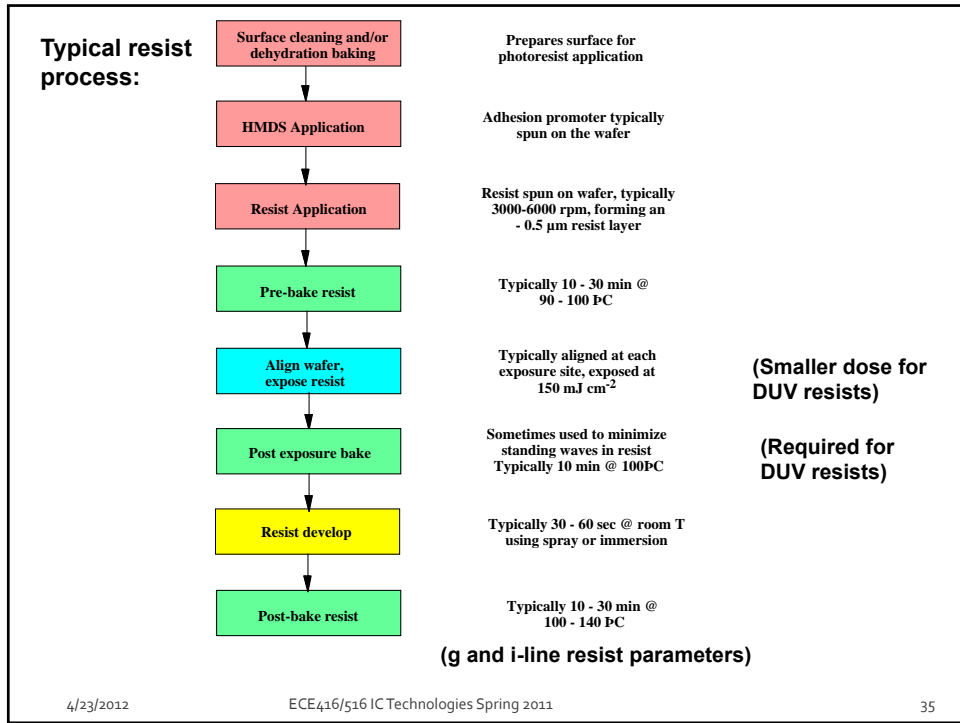 Typical resist
process:
Surface cleaning and/or
dehydration baking
Prepares surface for
photoresist application
HMDS Application
Adhesion promoter typically
spun on the wafer
Resist Application
Resist spun on wafer, typically
3000-6000 rpm, forming an
- 0.5 µm resist layer
Pre-bake resist
Typically 10 - 30 min @
90 - 100 ÞC
Align wafer,
expose resist
Typically aligned at each
exposure site, exposed at
150 mJ cm-2
(Smaller dose for
DUV resists)
Post exposure bake
Sometimes used to minimize
standing waves in resist
Typically 10 min @ 100ÞC
(Required for
DUV resists)
Resist develop
Typically 30 - 60 sec @ room T
using spray or immersion
Post-bake resist
Typically 10 - 30 min @
100 - 140 ÞC
(g and i-line resist parameters)
4/23/2012 ECE416/516 IC Technologies Spring 2011 35